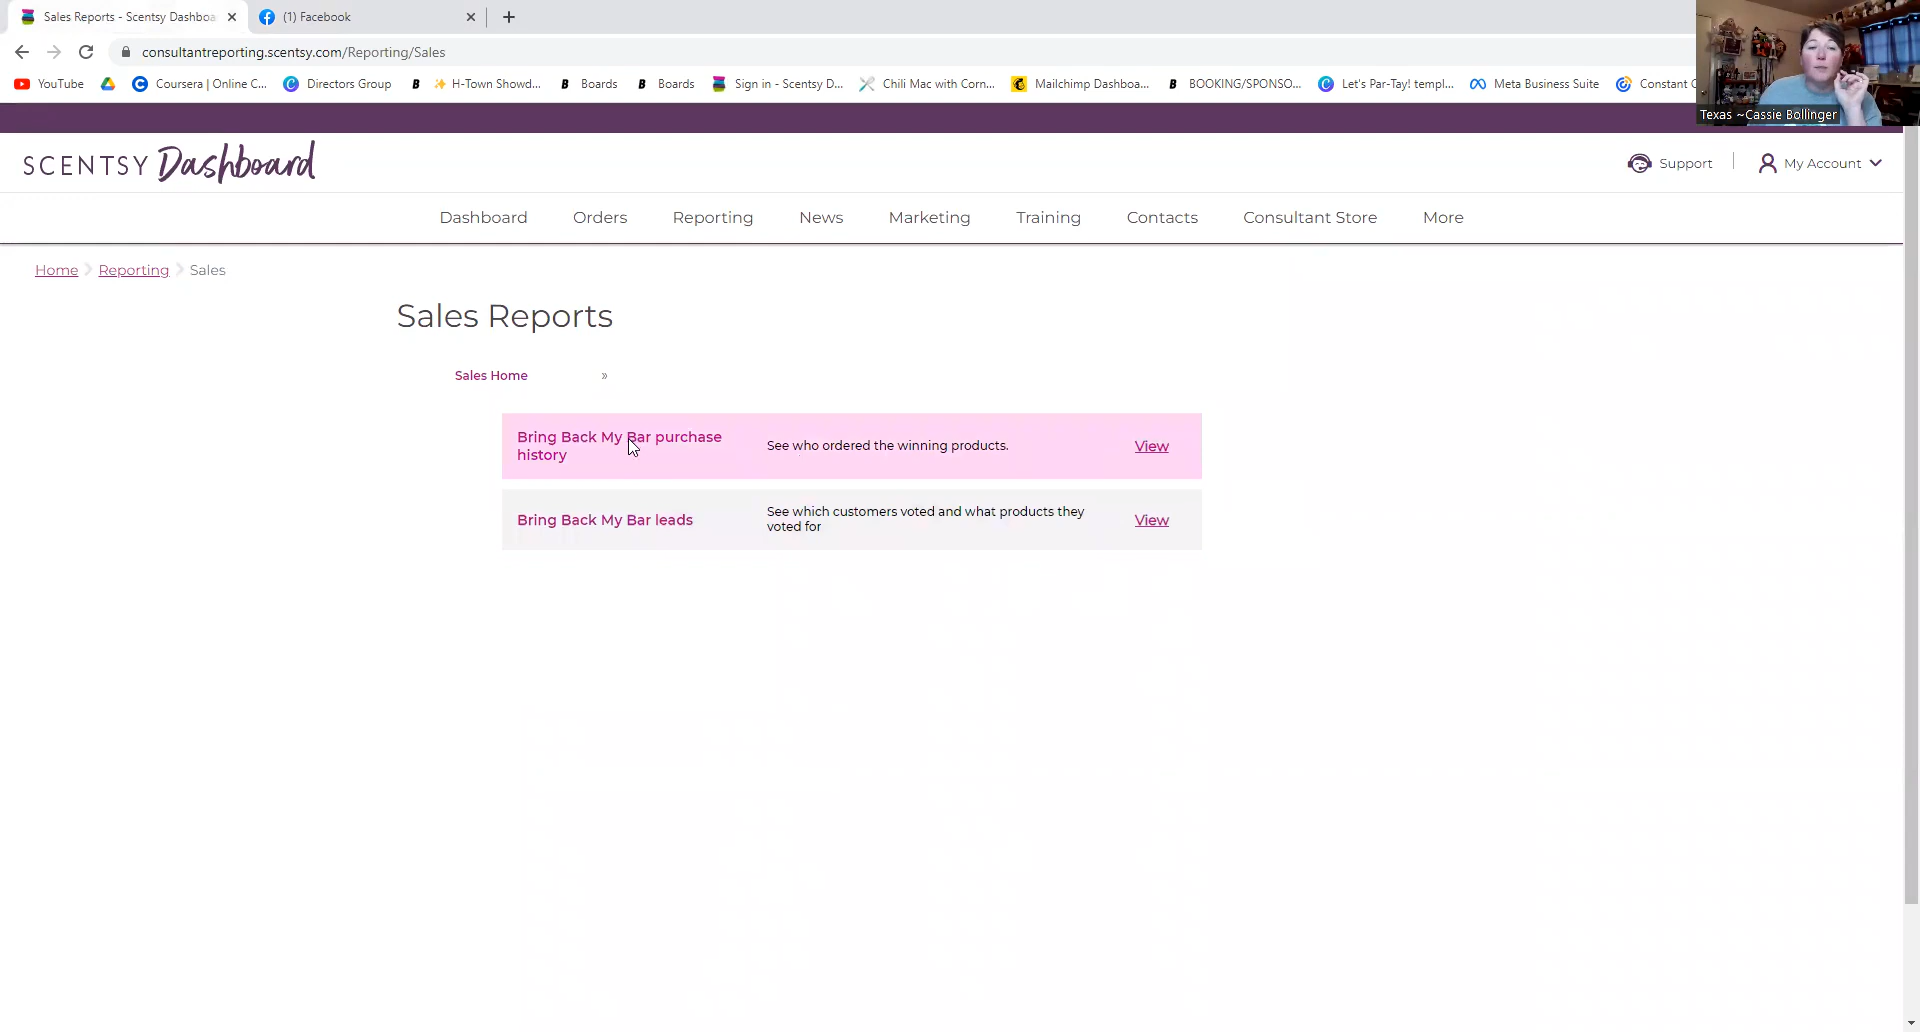 Sales Reports - Scentsy Dashboa
(1) Facebook
consultantreporting.scentsy.com/Reporting/Sales
YouTube
Coursera | Online C...
Directors Group
H-Town Showd...
Boards
Boards
Sign in - Scentsy D...
Chili Mac with Corn...
Mailchimp Dashboa...
BOOKING/SPONSO...
Let's Par-Tay! templ...
Meta Business Suite
Constant C
Texas ~Cassie Bollinger
SCENTSY Dashboard
Support
My Account
Dashboard
Orders
Reporting
News
Marketing
Training
Contacts
Consultant Store
More
Home
Reporting
Sales
Sales Reports
Sales Home
»
Bring Back My Bar purchase
history
See who ordered the winning products.
View
Bring Back My Bar leads
See which customers voted and what products they
voted for
View